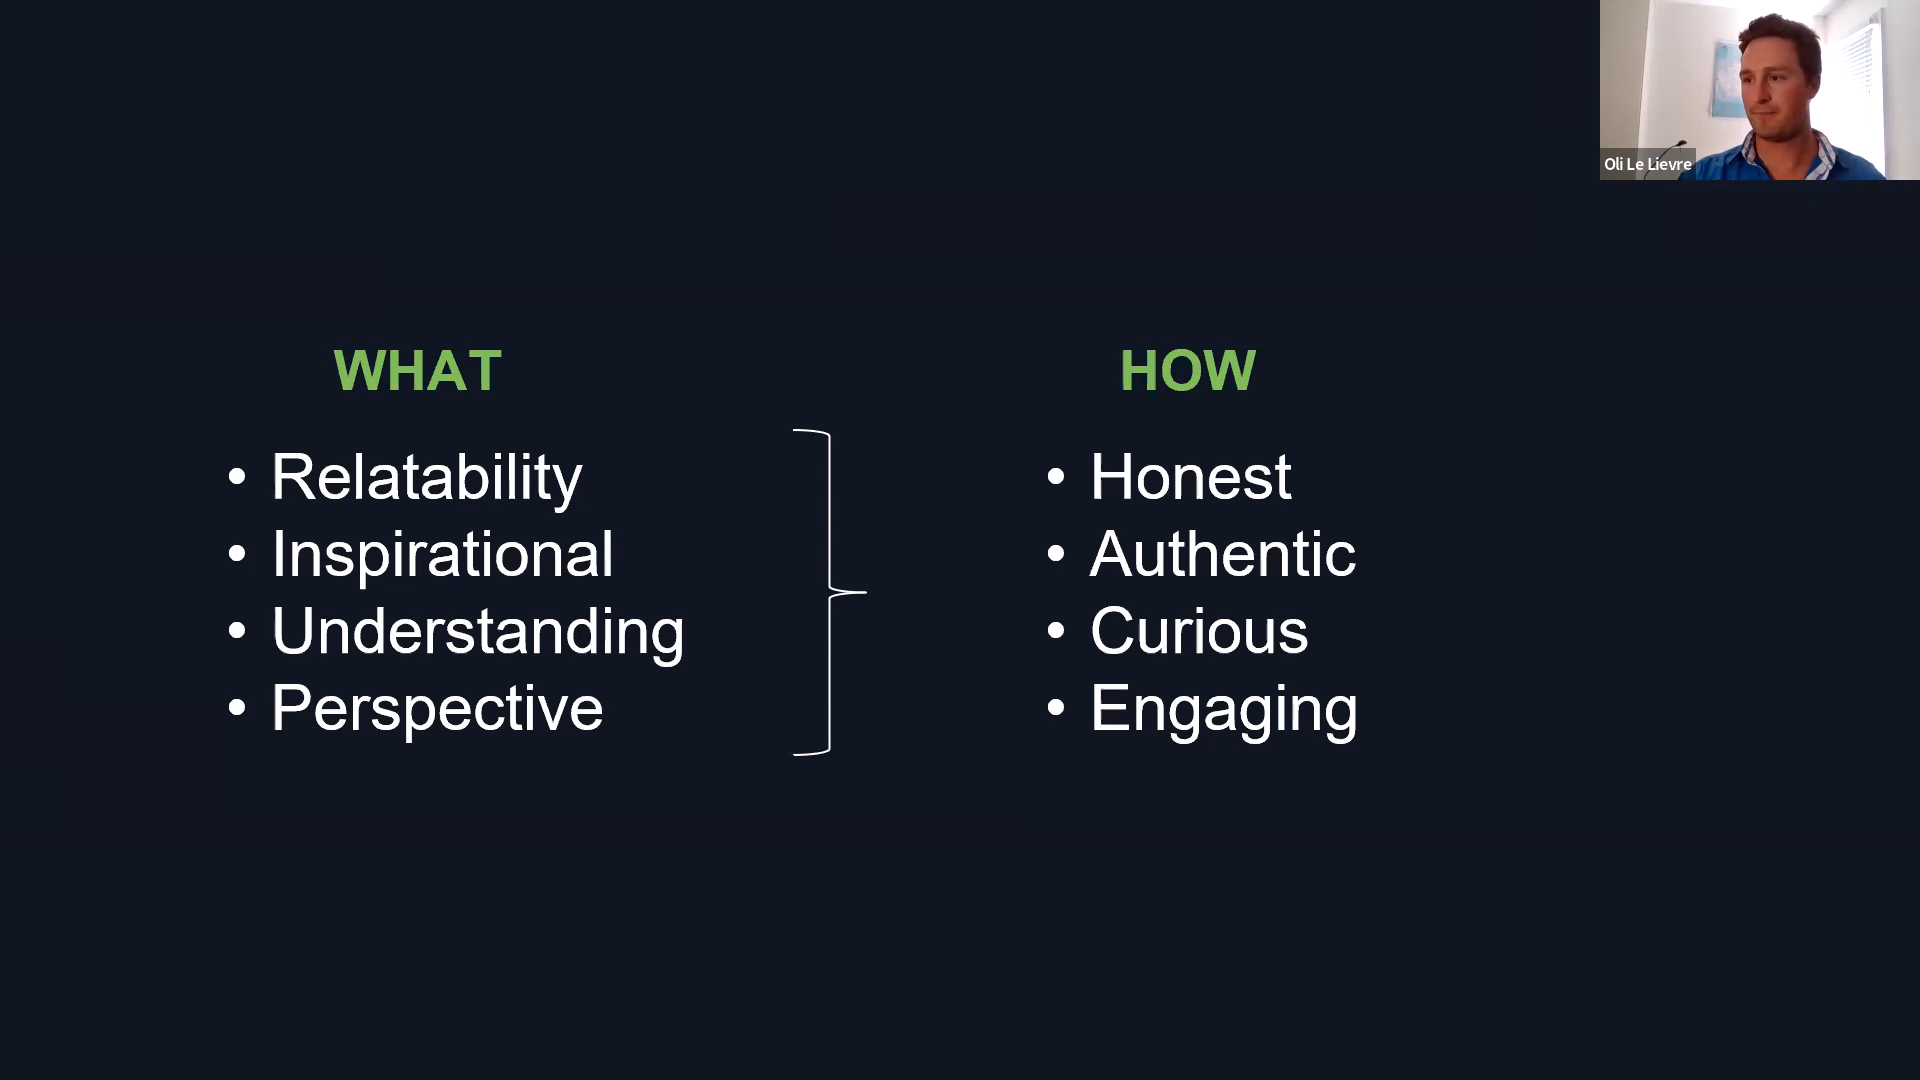 Oli Le Lievre
WHAT
• Relatability
• Inspirational
• Understanding
• Perspective
HOW
• Honest
• Authentic
• Curious
• Engaging